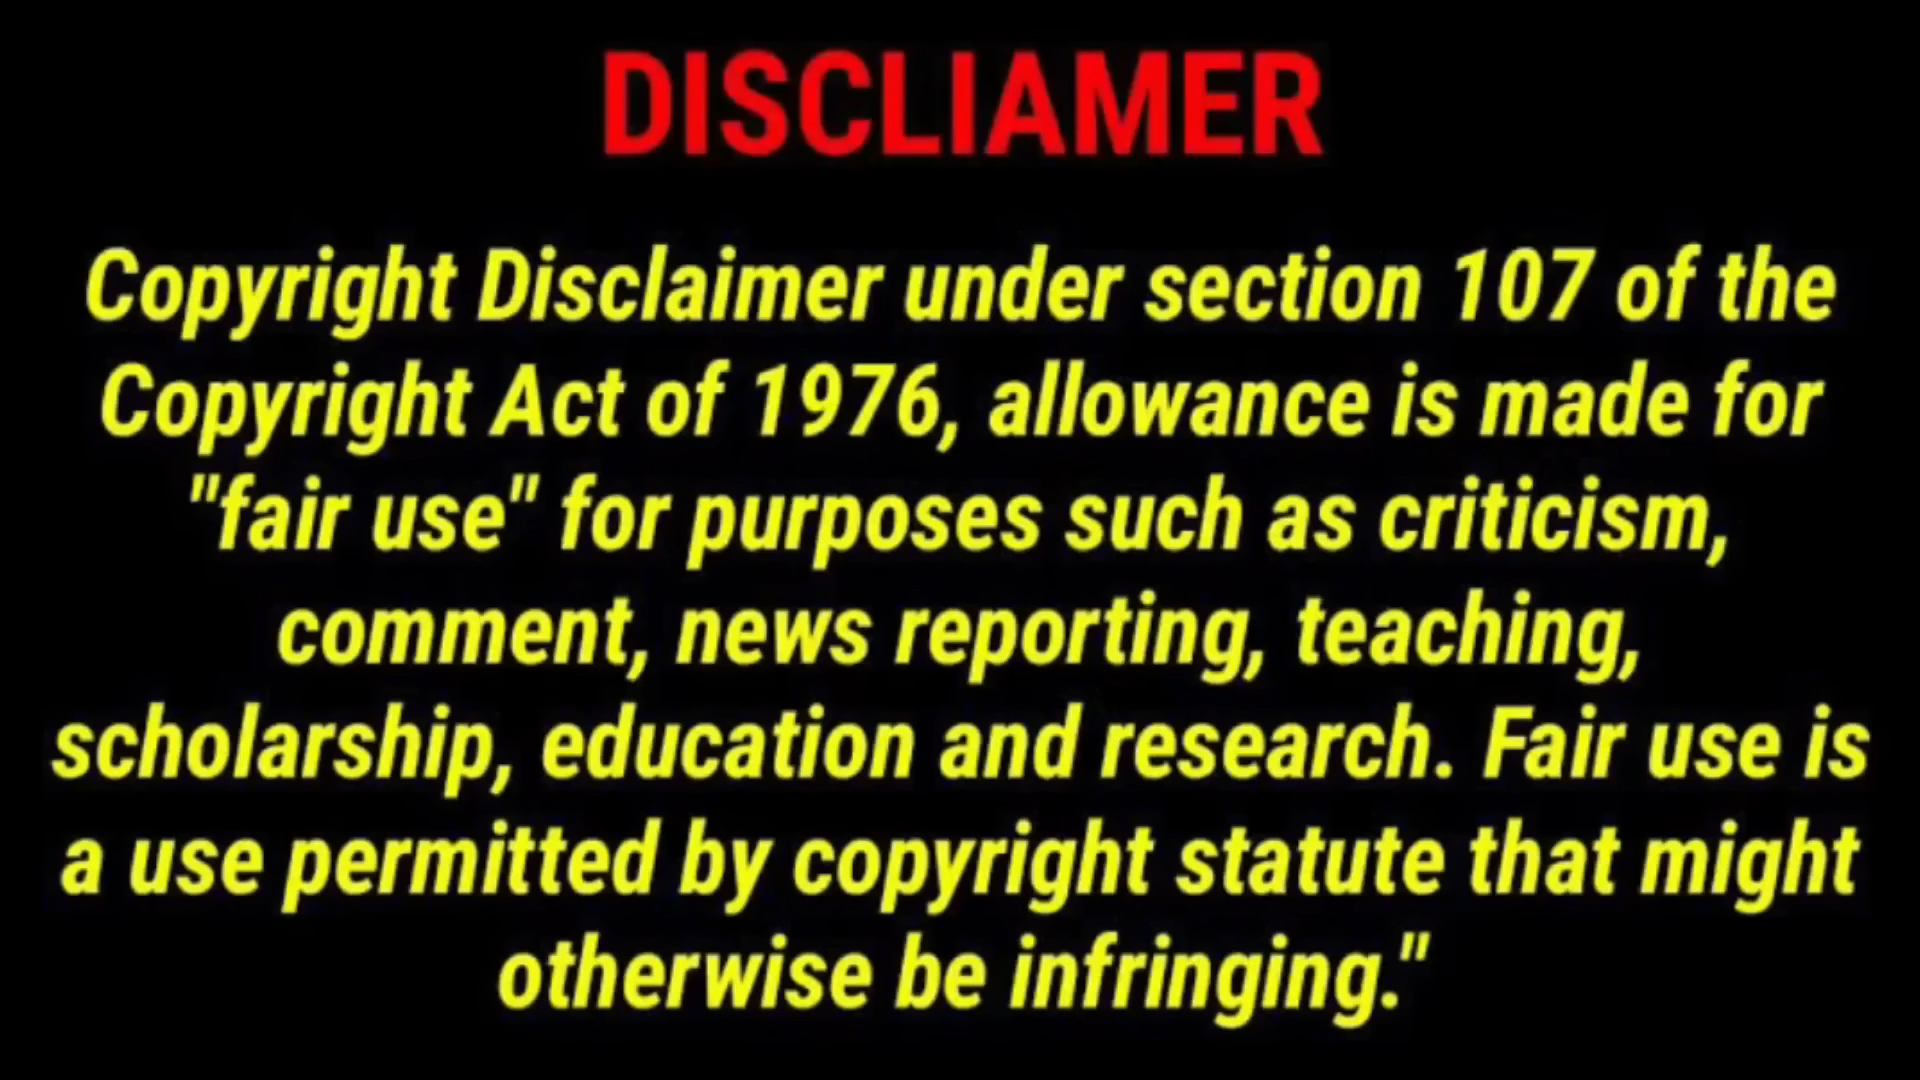 DISCLIAMER
Copyright Disclaimer under section 107 of the
Copyright Act of 1976, allowance is made for
"fair use" for purposes such as criticism,
comment, news reporting, teaching,
scholarship, education and research. Fair use is
a use permitted by copyright statute that might
otherwise be infringing."